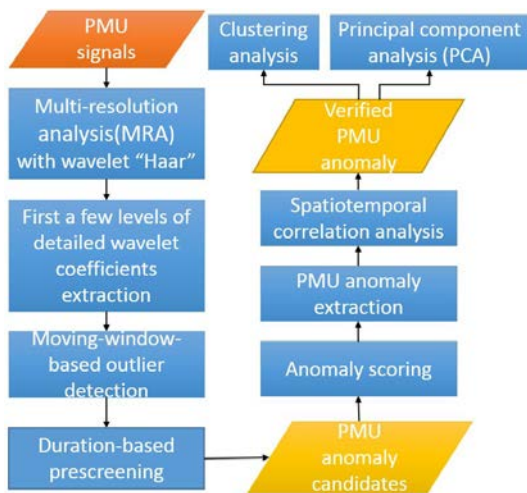 PMU
signals
Multi-resolution
analysis(MRA)
with wavelet “Haar”
First a few levels of
detailed wavelet
coefficients
extraction
Moving-window-
based outlier
detection
Duration-based
prescreening
PMU
anomaly
candidates
Anomaly scoring
PMU anomaly
extraction
Spatiotemporal
correlation analysis
Verified
PMU
anomaly
Clustering
analysis
Principal component
analysis (PCA)